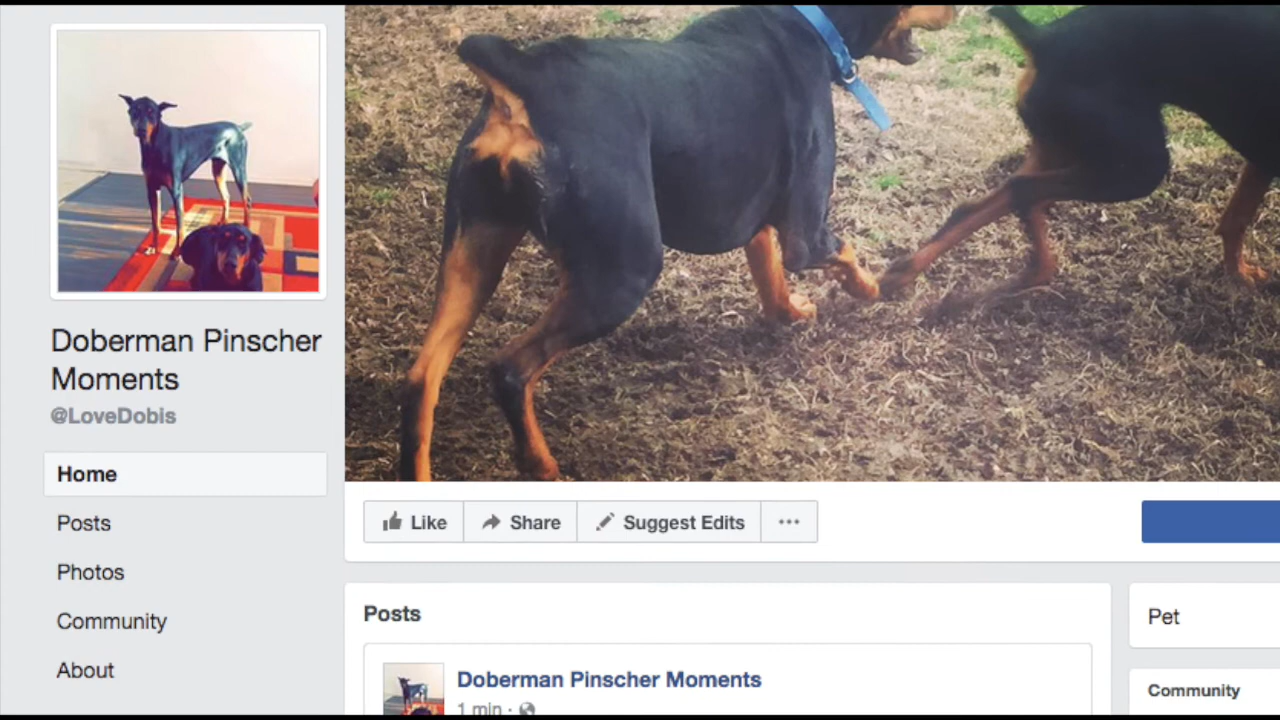 Doberman Pinscher
Moments
@LoveDobis
Home
Posts
Photos
Community
About
Like
Share
Suggest Edits
Posts
Doberman Pinscher Moments
1 min ·
Pet
Community